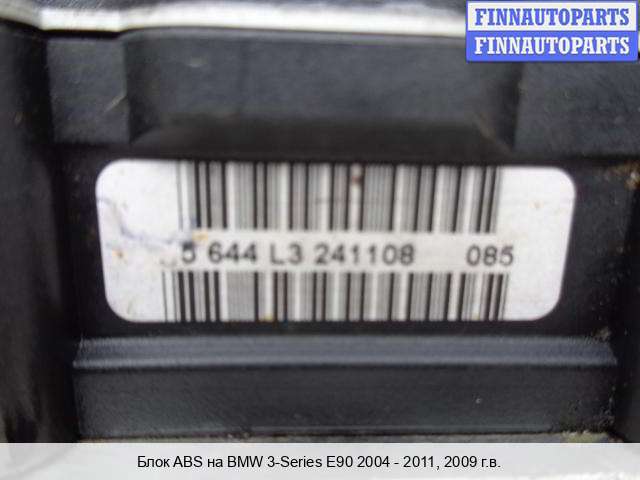 FINNAUTOPARTS
FINNAUTOPARTS
5 644 L3 241108 085
Блок ABS на BMW 3-Series E90 2004 - 2011, 2009 г.в.